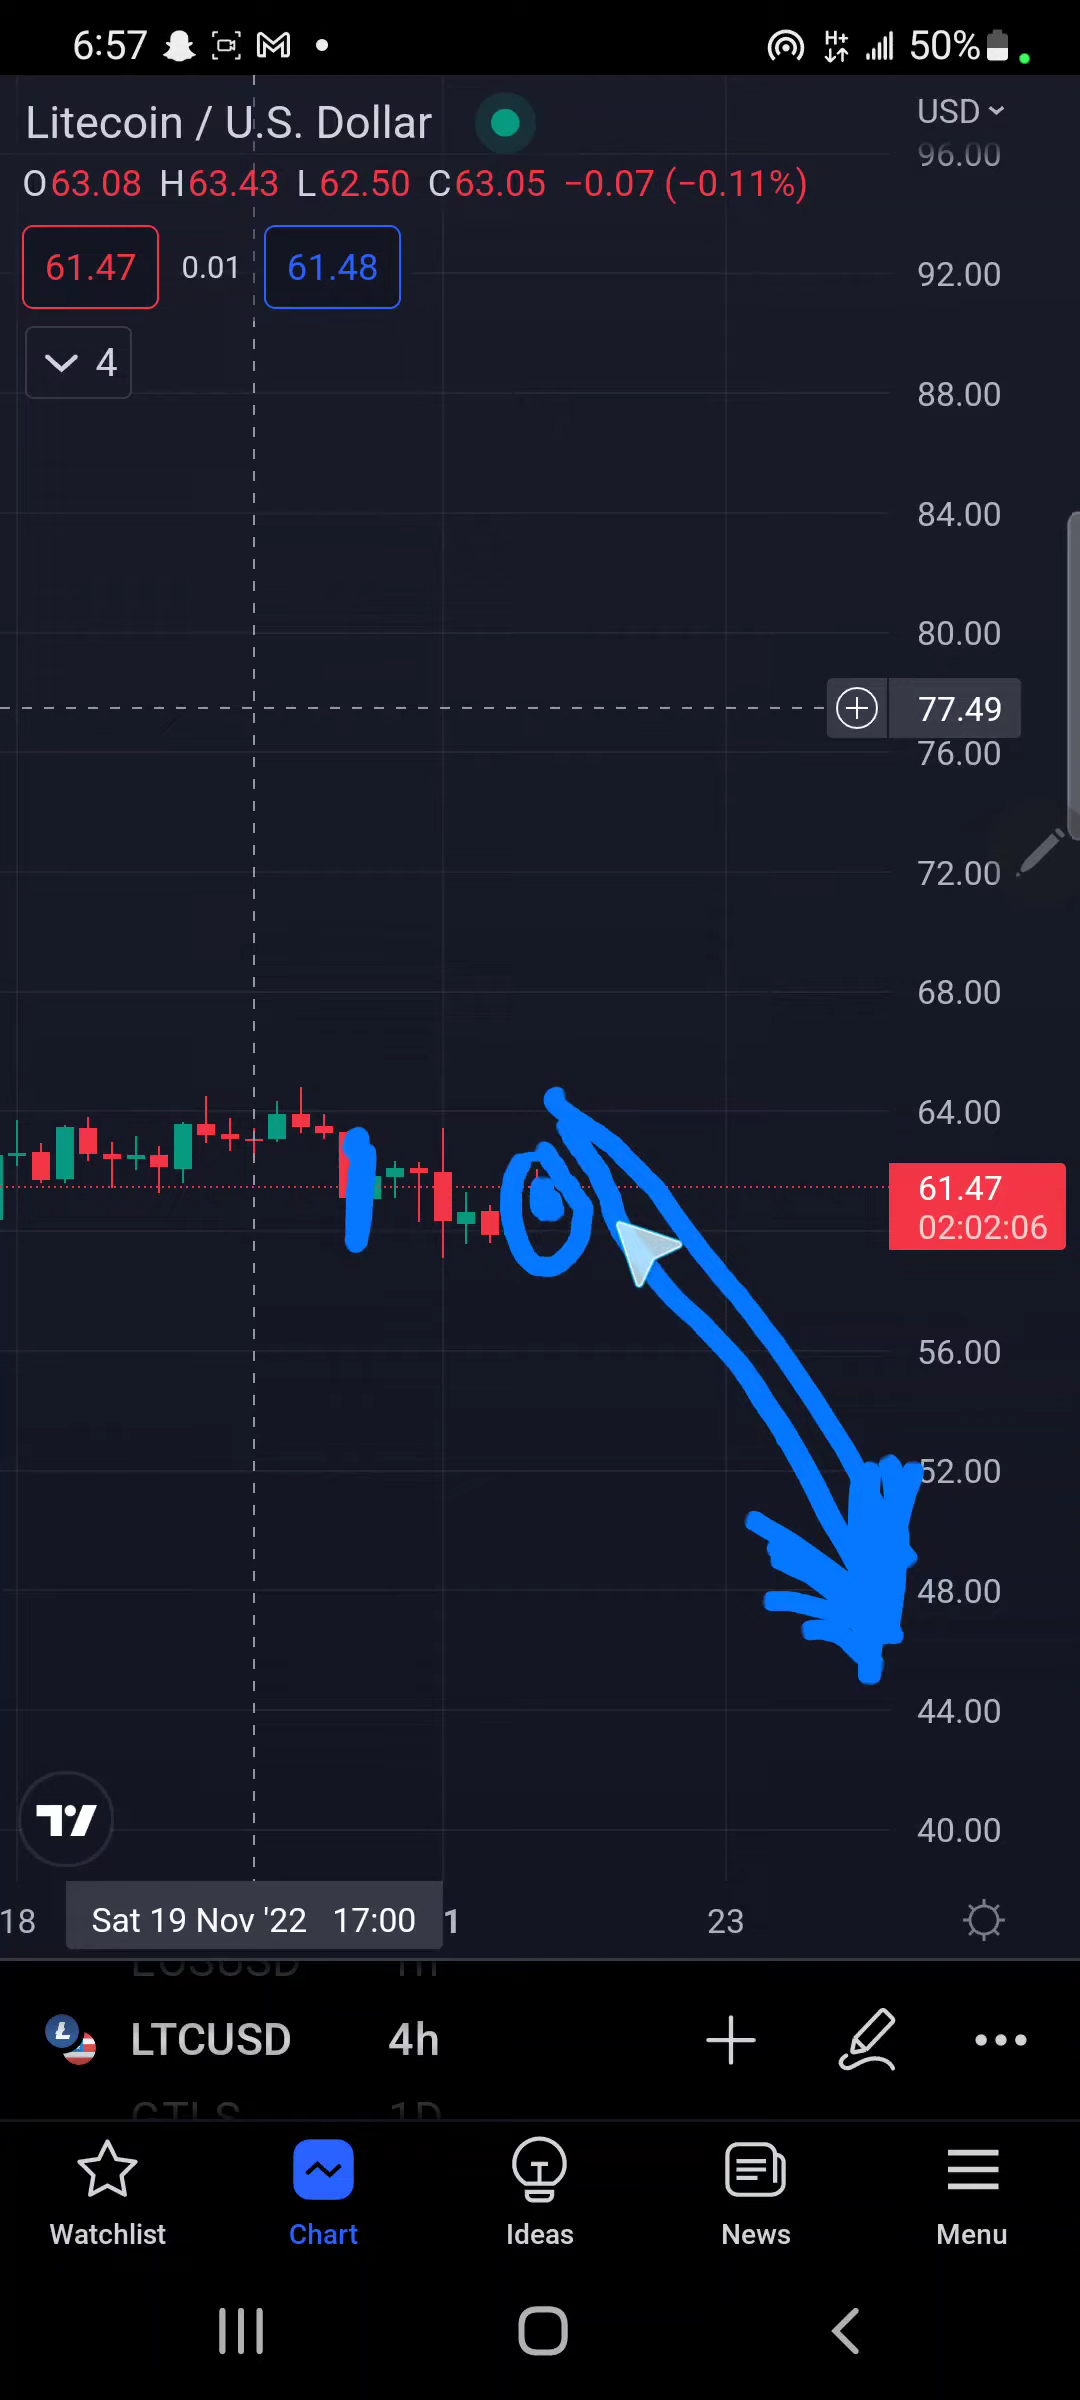 6:57 H+ 50%
Litecoin / U.S. Dollar USD
96.00
O63.08 H63.43 L62.50 C63.05 −0.07 (−0.11%)
61.47 0.01 61.48
92.00
4
88.00
84.00
80.00
77.49
76.00
72.00
68.00
64.00
61.47
02:02:06
56.00
52.00
48.00
44.00
40.00
18 Sat 19 Nov '22 17:00 1 23
LTCUSD 4h
1D
Watchlist Chart Ideas News Menu